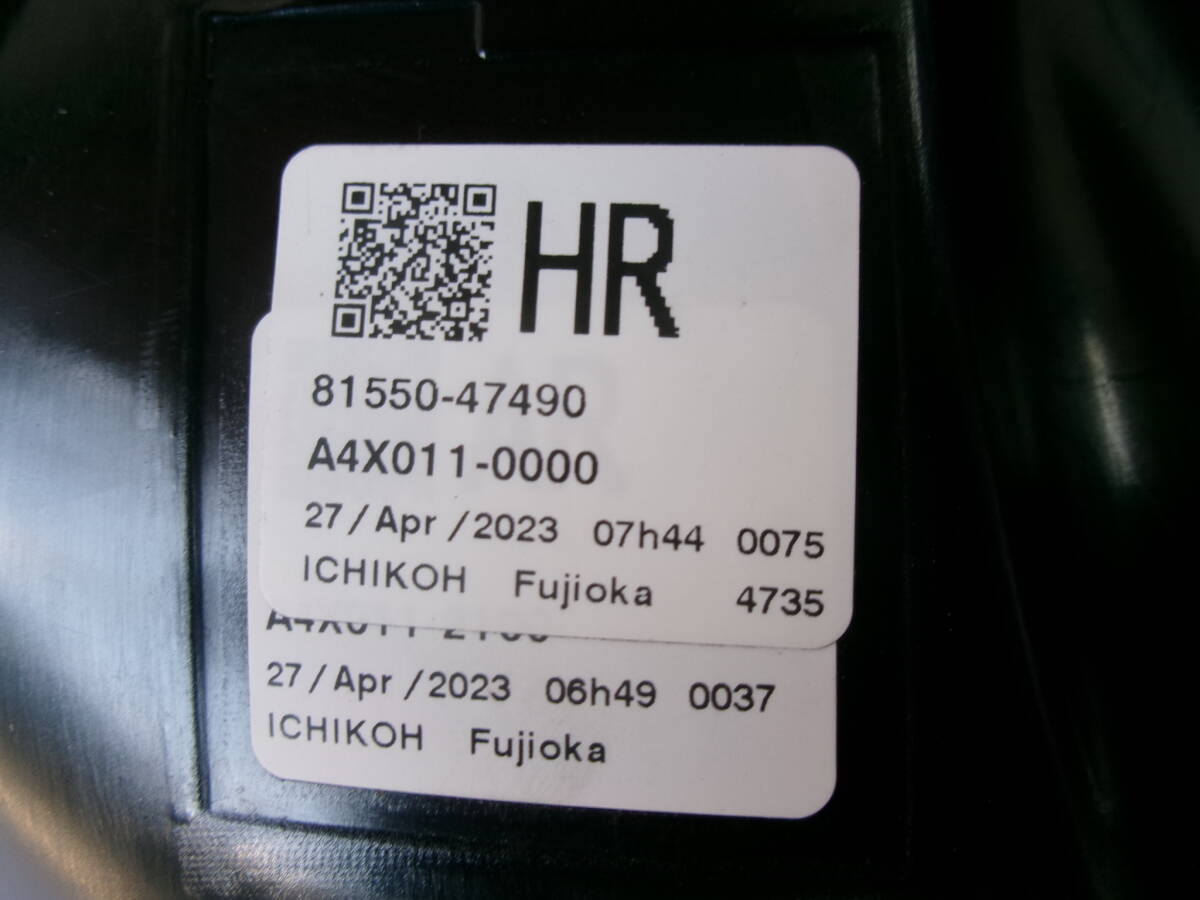 HR
81550-47490
A4X011-0000
27/Apr/2023 07h44 0075
ICHIKOH Fujioka 4735
27/Apr/2023 06h49 0037
ICHIKOH Fujioka